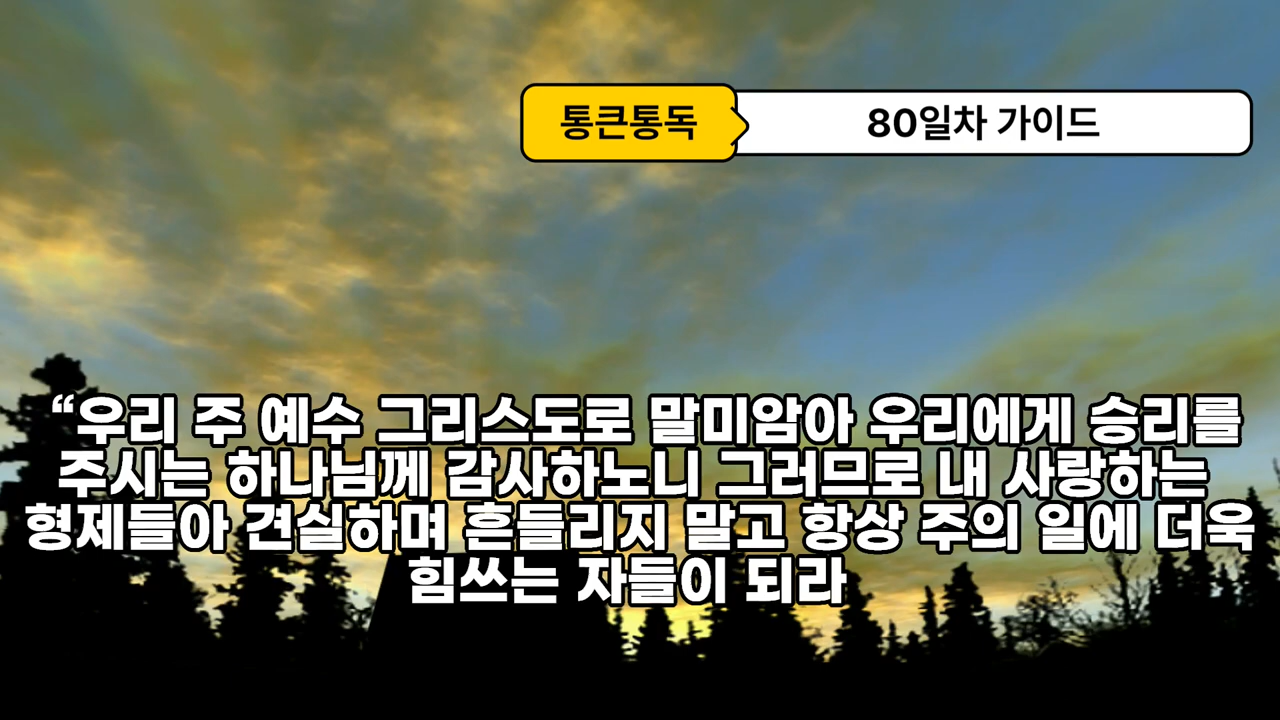 통큰통독
80일차 가이드
“우리 주 예수 그리스도로 말미암아 우리에게 승리를
주시는 하나님께 감사하노니 그러므로 내 사랑하는
형제들아 견실하며 흔들리지 말고 항상 주의 일에 더욱
힘쓰는 자들이 되라